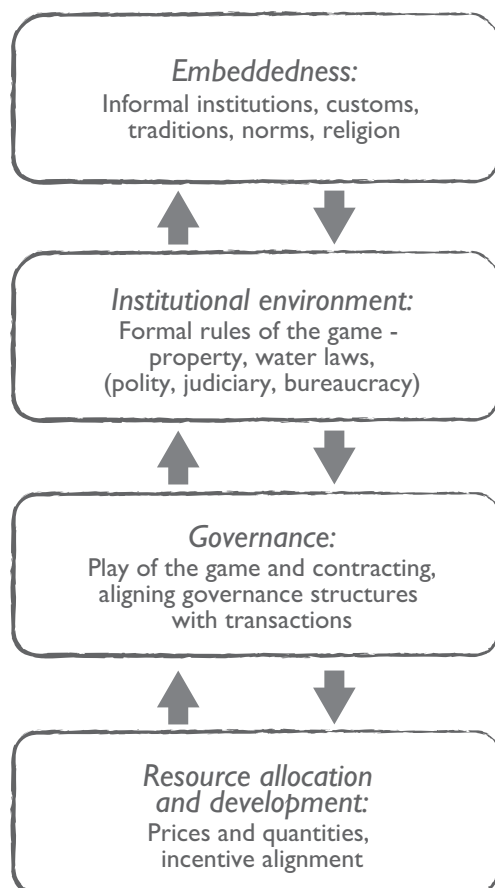 Embeddedness:
Informal institutions, customs,
traditions, norms, religion
Institutional environment:
Formal rules of the game -
property, water laws,
(polity, judiciary, bureaucracy)
Governance:
Play of the game and contracting,
aligning governance structures
with transactions
Resource allocation
and development:
Prices and quantities,
incentive alignment